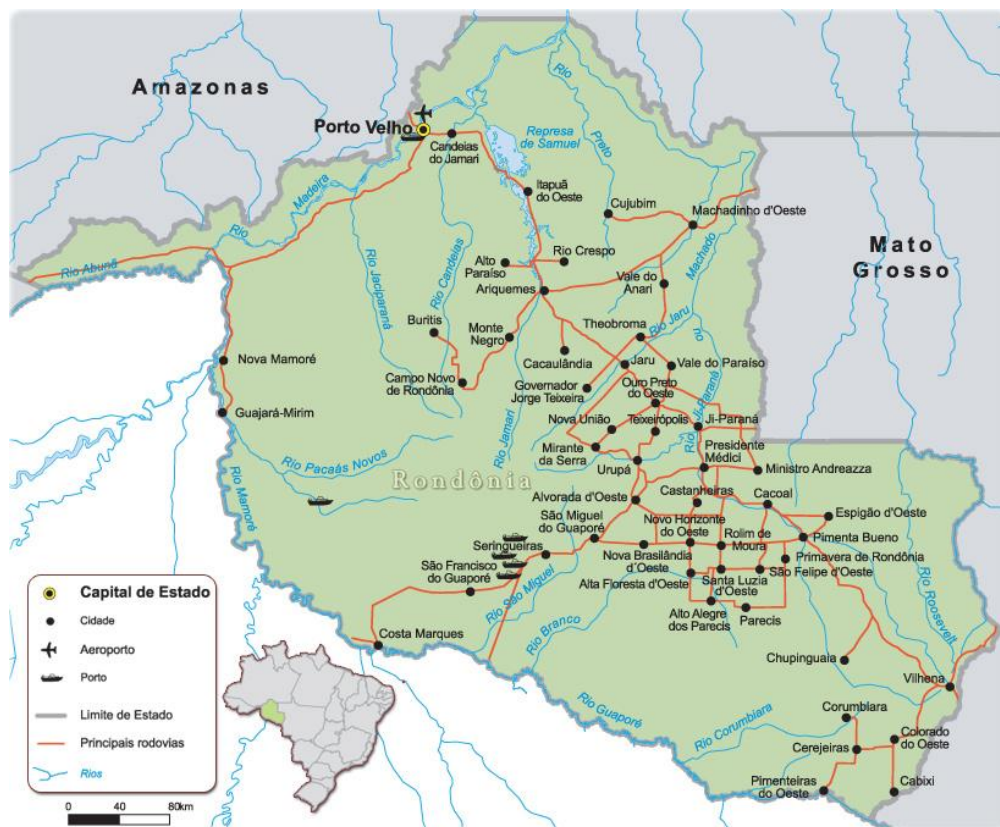 Amazonas
Porto Velho
Candeias
do Jamari
Represa
de Samuel
Rio
Preto
Itapuã
do Oeste
Cujubim
Machadinho d'Oeste
Mato
Grosso
Rio
Madeira
Rio Abunã
Rio Jaciparaná
Rio Candeias
Alto
Paraíso
Rio Crespo
Ariquemes
Vale do
Anari
Machado
Buritis
Monte
Negro
Theobroma
Rio Jaru
no
Cacaulândia
Jaru
Vale do Paraíso
Nova Mamoré
Campo Novo
de Rondônia
Governador
Jorge Teixeira
Ouro Preto
do Oeste
Guajará-Mirim
Rio Jamari
Nova União
Teixeirópolis
Rio Ji-Paraná
Ji-Paraná
Mirante
da Serra
Urupá
Presidente
Médici
Ministro Andreazza
Rio Pacaás Novos
Rondônia
Rio Mamoré
Alvorada d'Oeste
Castanheiras
Cacoal
Espigão d'Oeste
São Miguel
do Guaporé
Novo Horizonte
do Oeste
Rolim de
Moura
Pimenta Bueno
Seringueiras
Nova Brasilândia
d'Oeste
Primavera de Rondônia
São Francisco
do Guaporé
Alta Floresta d'Oeste
Santa Luzia
d'Oeste
São Felipe d'Oeste
Rio São Miguel
Rio Branco
Alto Alegre
dos Parecis
Parecis
Rio Roosevelt
Costa Marques
Chupinguaia
Vilhena
Rio Guaporé
Rio Corumbiara
Corumbiara
Colorado
do Oeste
Cerejeiras
Pimenteiras
do Oeste
Cabixi
Capital de Estado
Cidade
Aeroporto
Porto
Limite de Estado
Principais rodovias
Rios
0 40 80km